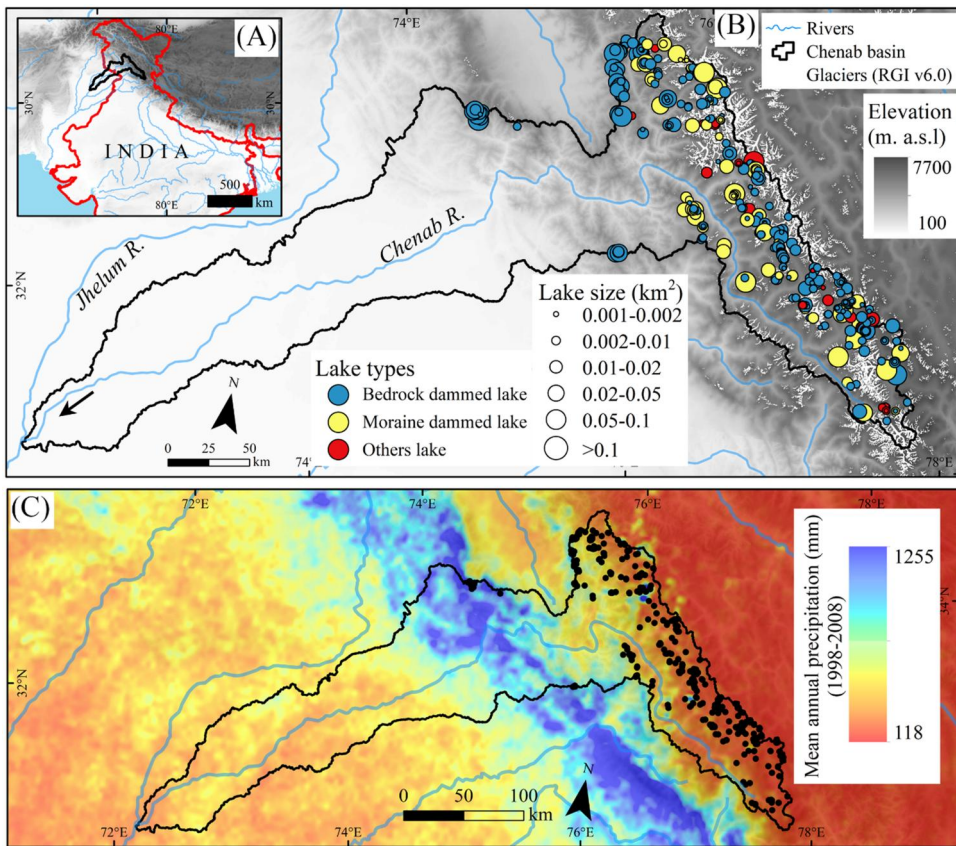 (A)
80°E
30°N
30°N
INDIA
500
km
80°E
74°E
76
(B)
Rivers
Chenab basin
Glaciers (RGI v6.0)
Elevation
(m. a.s.l)
7700
100
Jhelum R.
Chenab R.
32°N
32°N
Lake size (km²)
0.001-0.002
0.002-0.01
0.01-0.02
0.02-0.05
0.05-0.1
>0.1
Lake types
Bedrock dammed lake
Moraine dammed lake
Others lake
N
0 25 50
km
74
76°E
78°E
(C)
72°E
74°E
76°E
78°E
Mean annual precipitation (mm)
(1998-2008)
1255
118
34°N
32°N
32°N
N
0 50 100
km
72°E
74°E
76°E
78°E